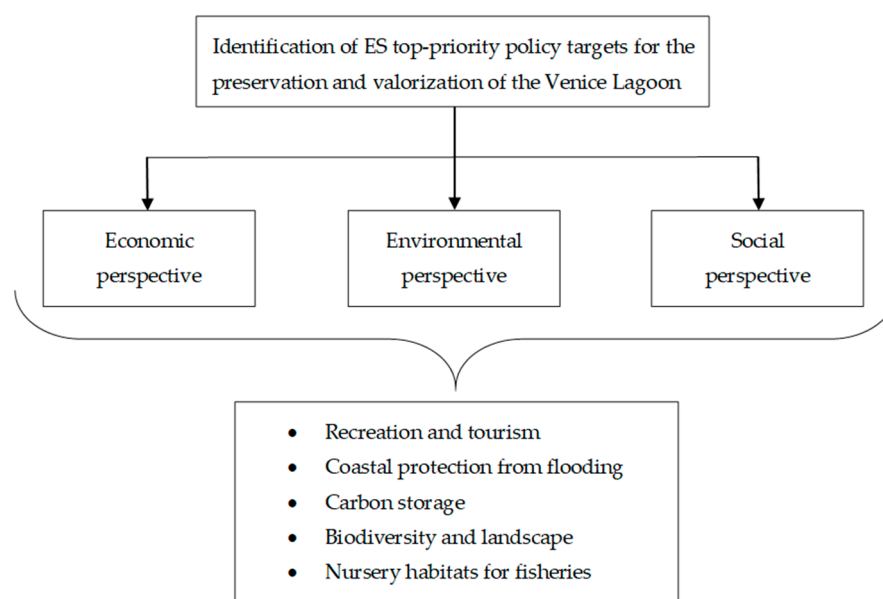 Identification of ES top-priority policy targets for the
preservation and valorization of the Venice Lagoon
Economic
perspective
Environmental
perspective
Social
perspective
• Recreation and tourism
• Coastal protection from flooding
• Carbon storage
• Biodiversity and landscape
• Nursery habitats for fisheries